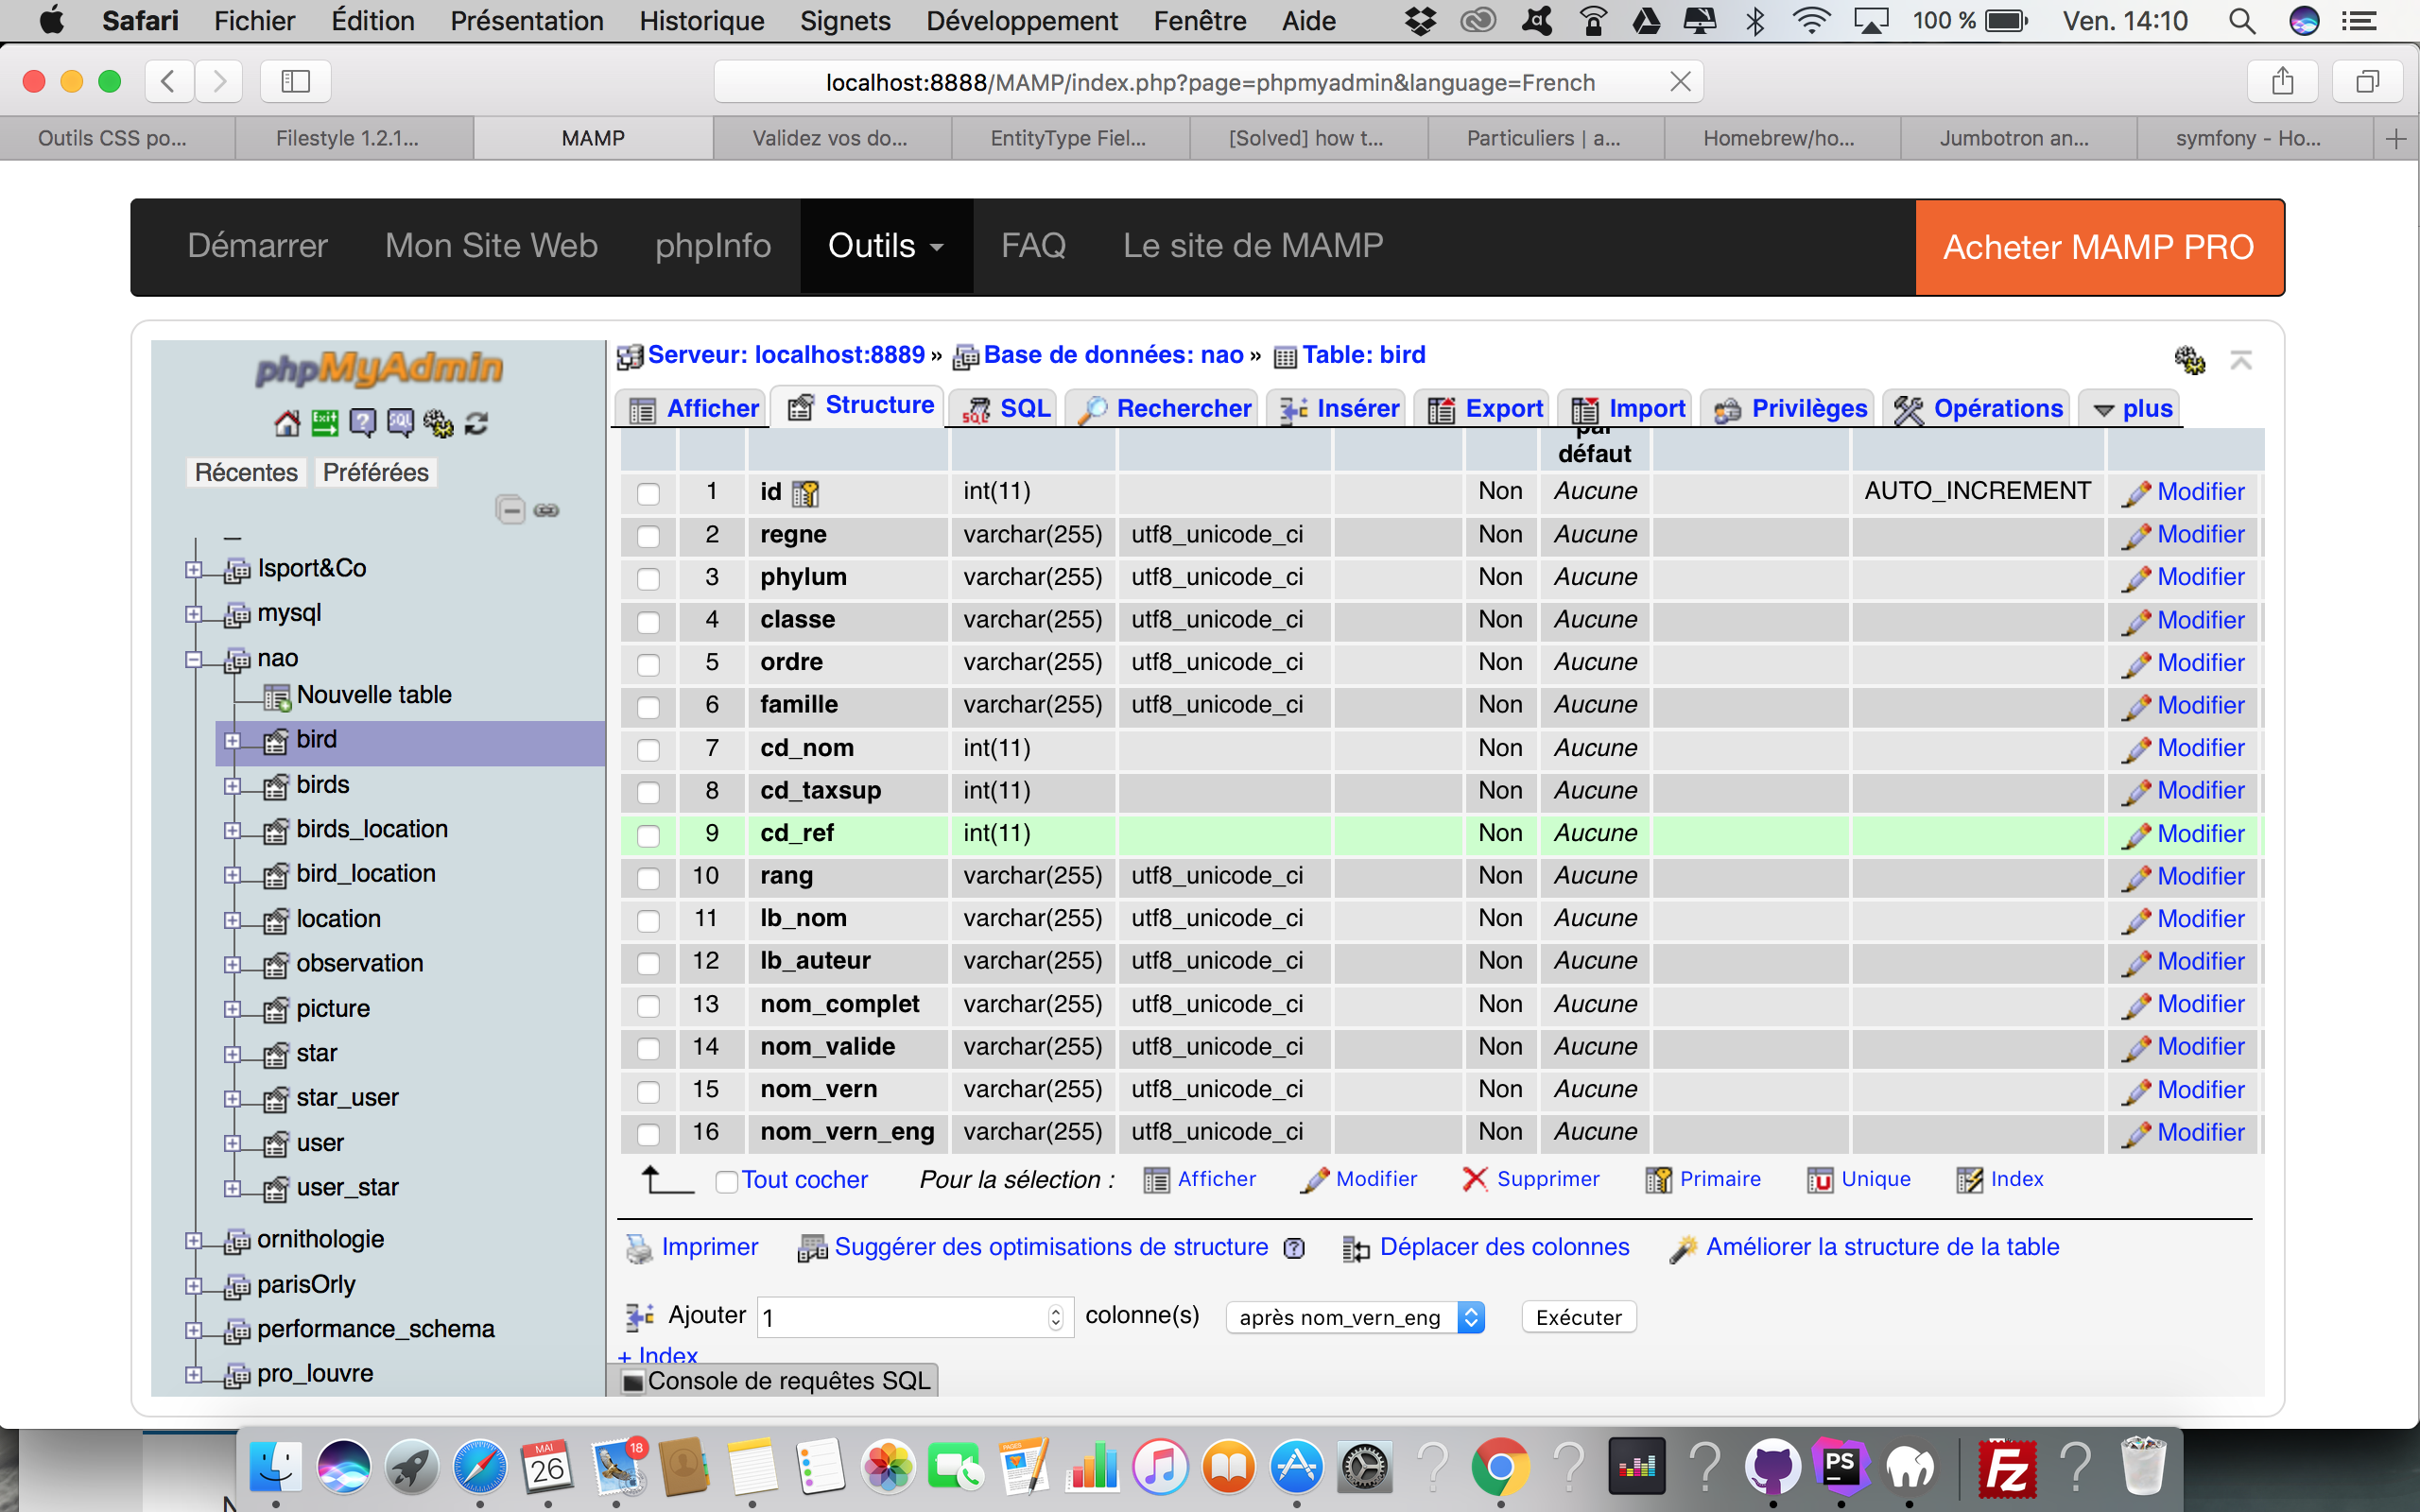 Safari Fichier Édition Présentation Historique Signets Développement Fenêtre Aide 100 % Ven. 14:10
localhost:8888/MAMP/index.php?page=phpmyadmin&language=French
Outils CSS po... Filestyle 1.2.1... MAMP Validez vos do... EntityType Fiel... [Solved] how t... Particuliers | a... Homebrew/ho... Jumbotron an... symfony - Ho...
Démarrer Mon Site Web phpInfo Outils FAQ Le site de MAMP Acheter MAMP PRO
phpMyAdmin
Récentes Préférées
lsport&Co
mysql
nao
Nouvelle table
bird
birds
birds_location
bird_location
location
observation
picture
star
star_user
user
user_star
ornithologie
parisOrly
performance_schema
pro_louvre
Serveur: localhost:8889 » Base de données: nao » Table: bird
Afficher Structure SQL Rechercher Insérer Export Import Privilèges Opérations plus
par
défaut
1 id int(11) Non Aucune AUTO_INCREMENT Modifier
2 regne varchar(255) utf8_unicode_ci Non Aucune Modifier
3 phylum varchar(255) utf8_unicode_ci Non Aucune Modifier
4 classe varchar(255) utf8_unicode_ci Non Aucune Modifier
5 ordre varchar(255) utf8_unicode_ci Non Aucune Modifier
6 famille varchar(255) utf8_unicode_ci Non Aucune Modifier
7 cd_nom int(11) Non Aucune Modifier
8 cd_taxsup int(11) Non Aucune Modifier
9 cd_ref int(11) Non Aucune Modifier
10 rang varchar(255) utf8_unicode_ci Non Aucune Modifier
11 lb_nom varchar(255) utf8_unicode_ci Non Aucune Modifier
12 lb_auteur varchar(255) utf8_unicode_ci Non Aucune Modifier
13 nom_complet varchar(255) utf8_unicode_ci Non Aucune Modifier
14 nom_valide varchar(255) utf8_unicode_ci Non Aucune Modifier
15 nom_vern varchar(255) utf8_unicode_ci Non Aucune Modifier
16 nom_vern_eng varchar(255) utf8_unicode_ci Non Aucune Modifier
Tout cocher Pour la sélection : Afficher Modifier Supprimer Primaire Unique Index
Imprimer Suggérer des optimisations de structure Déplacer des colonnes Améliorer la structure de la table
Ajouter 1 colonne(s) après nom_vern_eng Exécuter
+ Index
Console de requêtes SQL
MAI
26
18
PAGES
PS
Fz